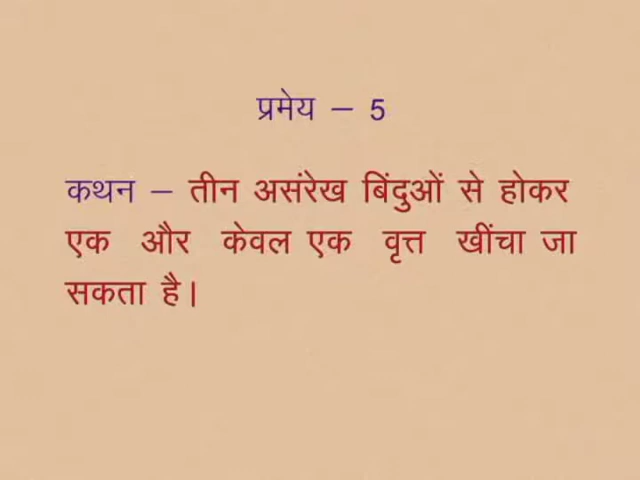 प्रमेय – 5
कथन – तीन असंरेख बिंदुओं से होकर
एक और केवल एक वृत्त खींचा जा
सकता है।